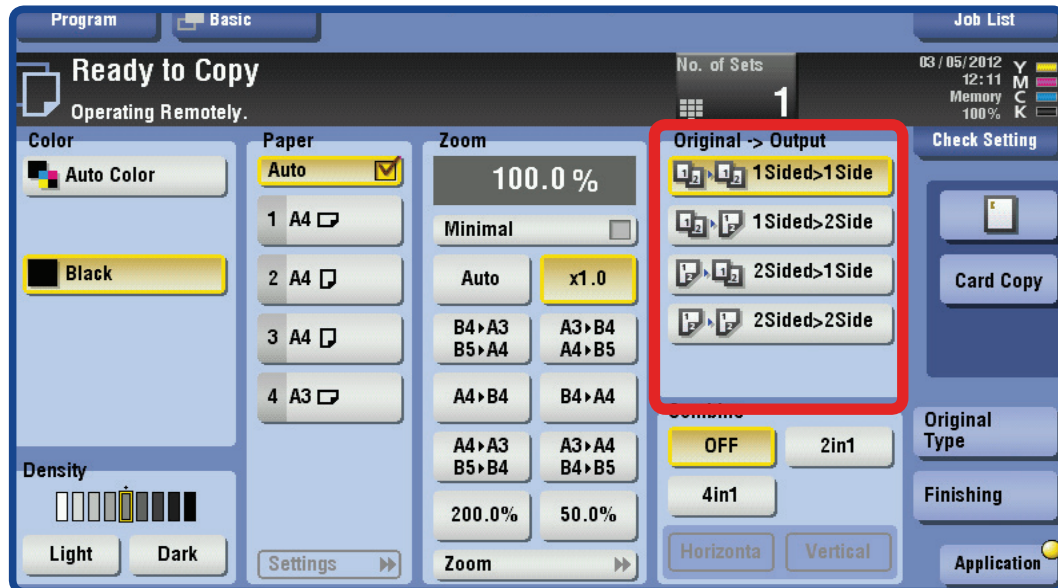 Program
Basic
Job List
Ready to Copy
Operating Remotely.
No. of Sets
1
03/05/2012
12:11
Memory
100%
Y
M
C
K
Color
Auto Color
Black
Density
Light
Dark
Paper
Auto
1 A4
2 A4
3 A4
4 A3
Settings
Zoom
100.0 %
Minimal
Auto
x1.0
B4▸A3
B5▸A4
A3▸B4
A4▸B5
A4▸B4
B4▸A4
A4▸A3
B5▸B4
A3▸A4
B4▸B5
200.0%
50.0%
Zoom
Original -> Output
1Sided>1Side
1Sided>2Side
2Sided>1Side
2Sided>2Side
Combine
OFF
2in1
4in1
Horizonta
Vertical
Check Setting
Card Copy
Original
Type
Finishing
Application